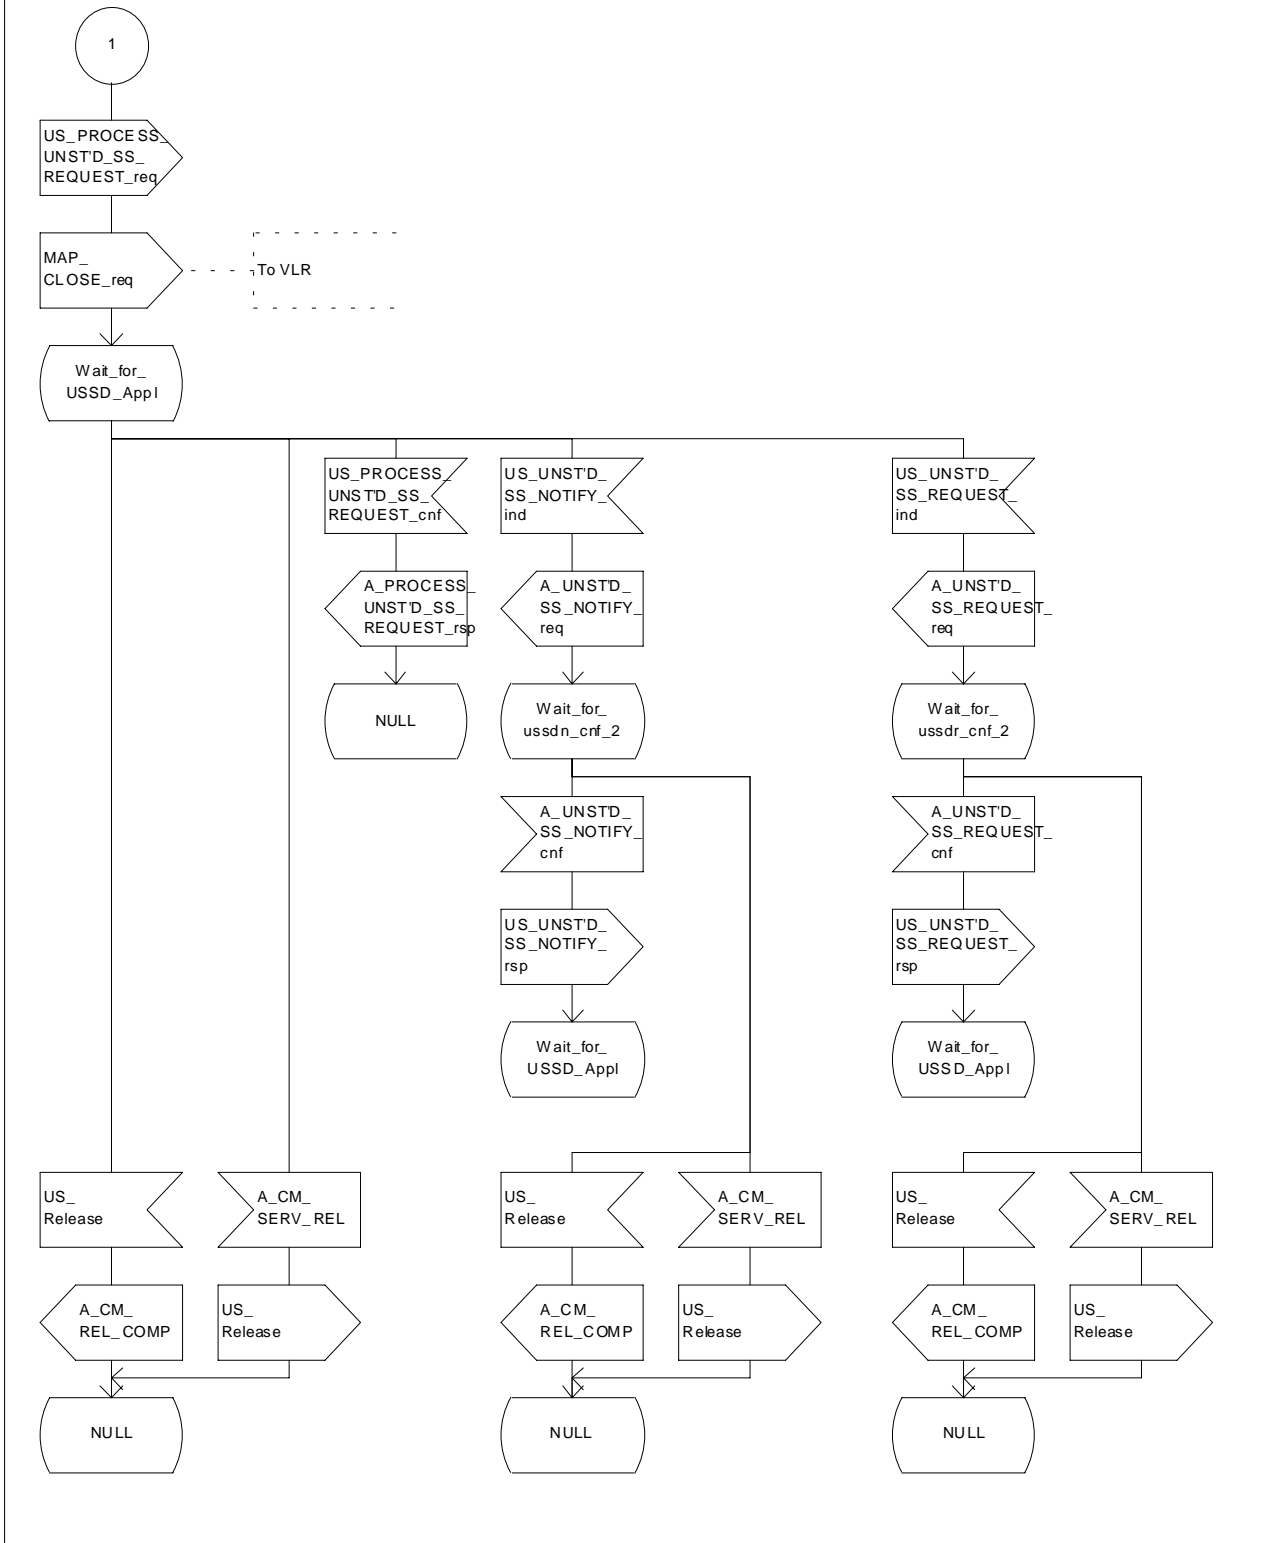 1
US_PROCESS_
UNST'D_SS_
REQUEST_req
MAP_
CLOSE_req
To VLR
Wait_for_
USSD_Appl
US_PROCESS_
UNST'D_SS_
REQUEST_cnf
US_UNST'D_
SS_NOTIFY_
ind
US_UNST'D_
SS_REQUEST_
ind
A_PROCESS_
UNST'D_SS_
REQUEST_rsp
A_UNST'D_
SS_NOTIFY_
req
A_UNST'D_
SS_REQUEST_
req
NULL
Wait_for_
ussdn_cnf_2
Wait_for_
ussdr_cnf_2
A_UNST'D_
SS_NOTIFY_
cnf
A_UNST'D_
SS_REQUEST_
cnf
US_UNST'D_
SS_NOTIFY_
rsp
US_UNST'D_
SS_REQUEST_
rsp
Wait_for_
USSD_Appl
Wait_for_
USSD_Appl
US_
Release
A_CM_
SERV_REL
US_
Release
A_CM_
SERV_REL
US_
Release
A_CM_
SERV_REL
A_CM_
REL_COMP
US_
Release
A_CM_
REL_COMP
US_
Release
A_CM_
REL_COMP
US_
Release
NULL
NULL
NULL